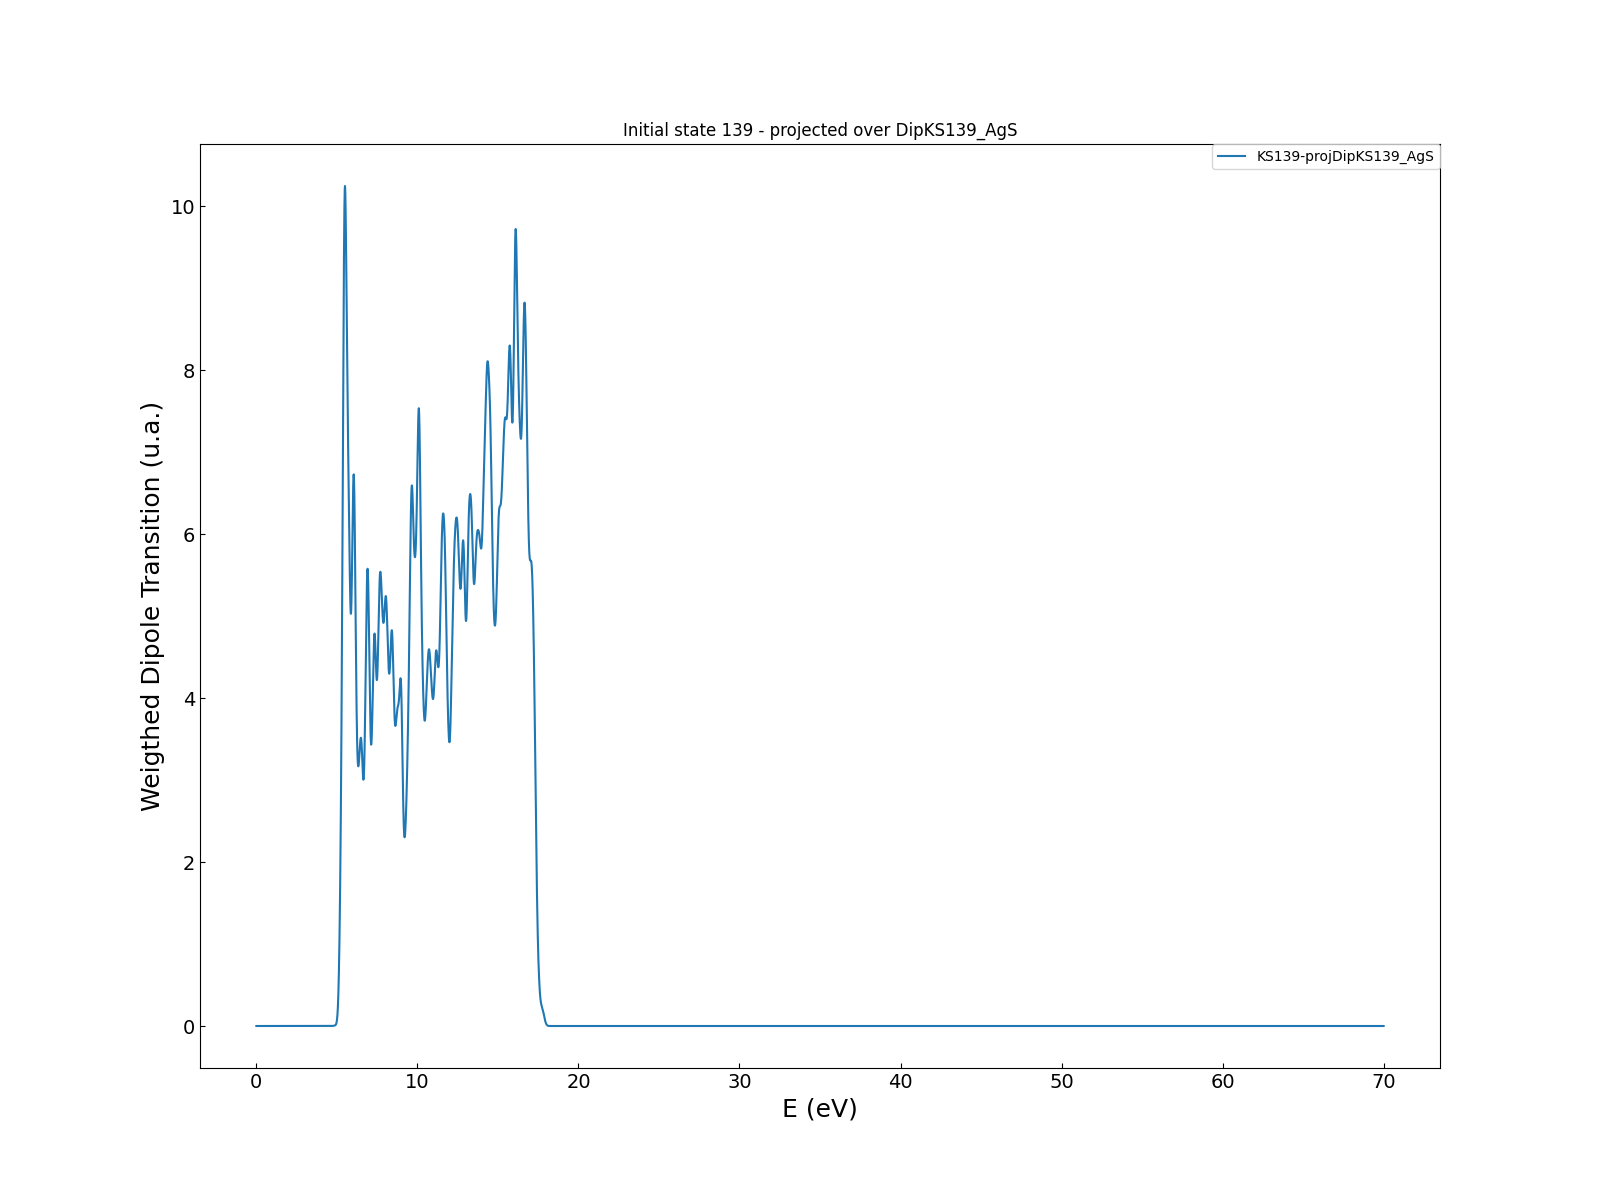 Initial state 139 - projected over DipKS139_AgS
KS139-projDipKS139_AgS
Weigthed Dipole Transition (u.a.)
10
8
6
4
2
0
0 10 20 30 40 50 60 70
E (eV)